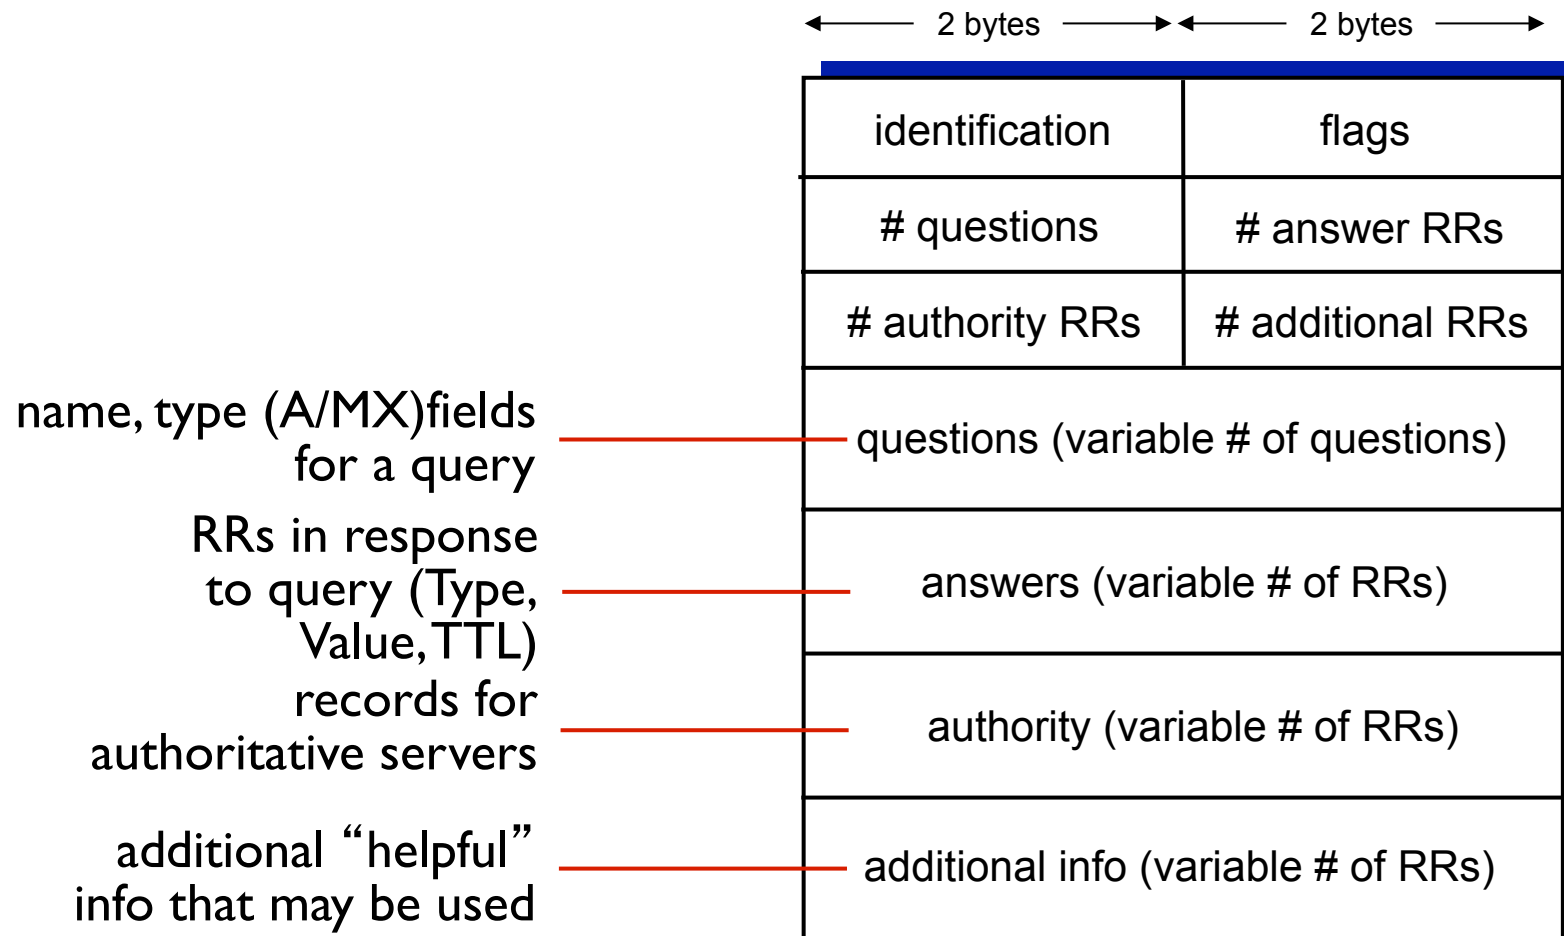 2 bytes 2 bytes
identification flags
# questions # answer RRs
# authority RRs # additional RRs
name, type (A/MX)fields
for a query
questions (variable # of questions)
RRs in response
to query (Type,
Value,TTL)
answers (variable # of RRs)
records for
authoritative servers
authority (variable # of RRs)
additional “helpful”
info that may be used
additional info (variable # of RRs)